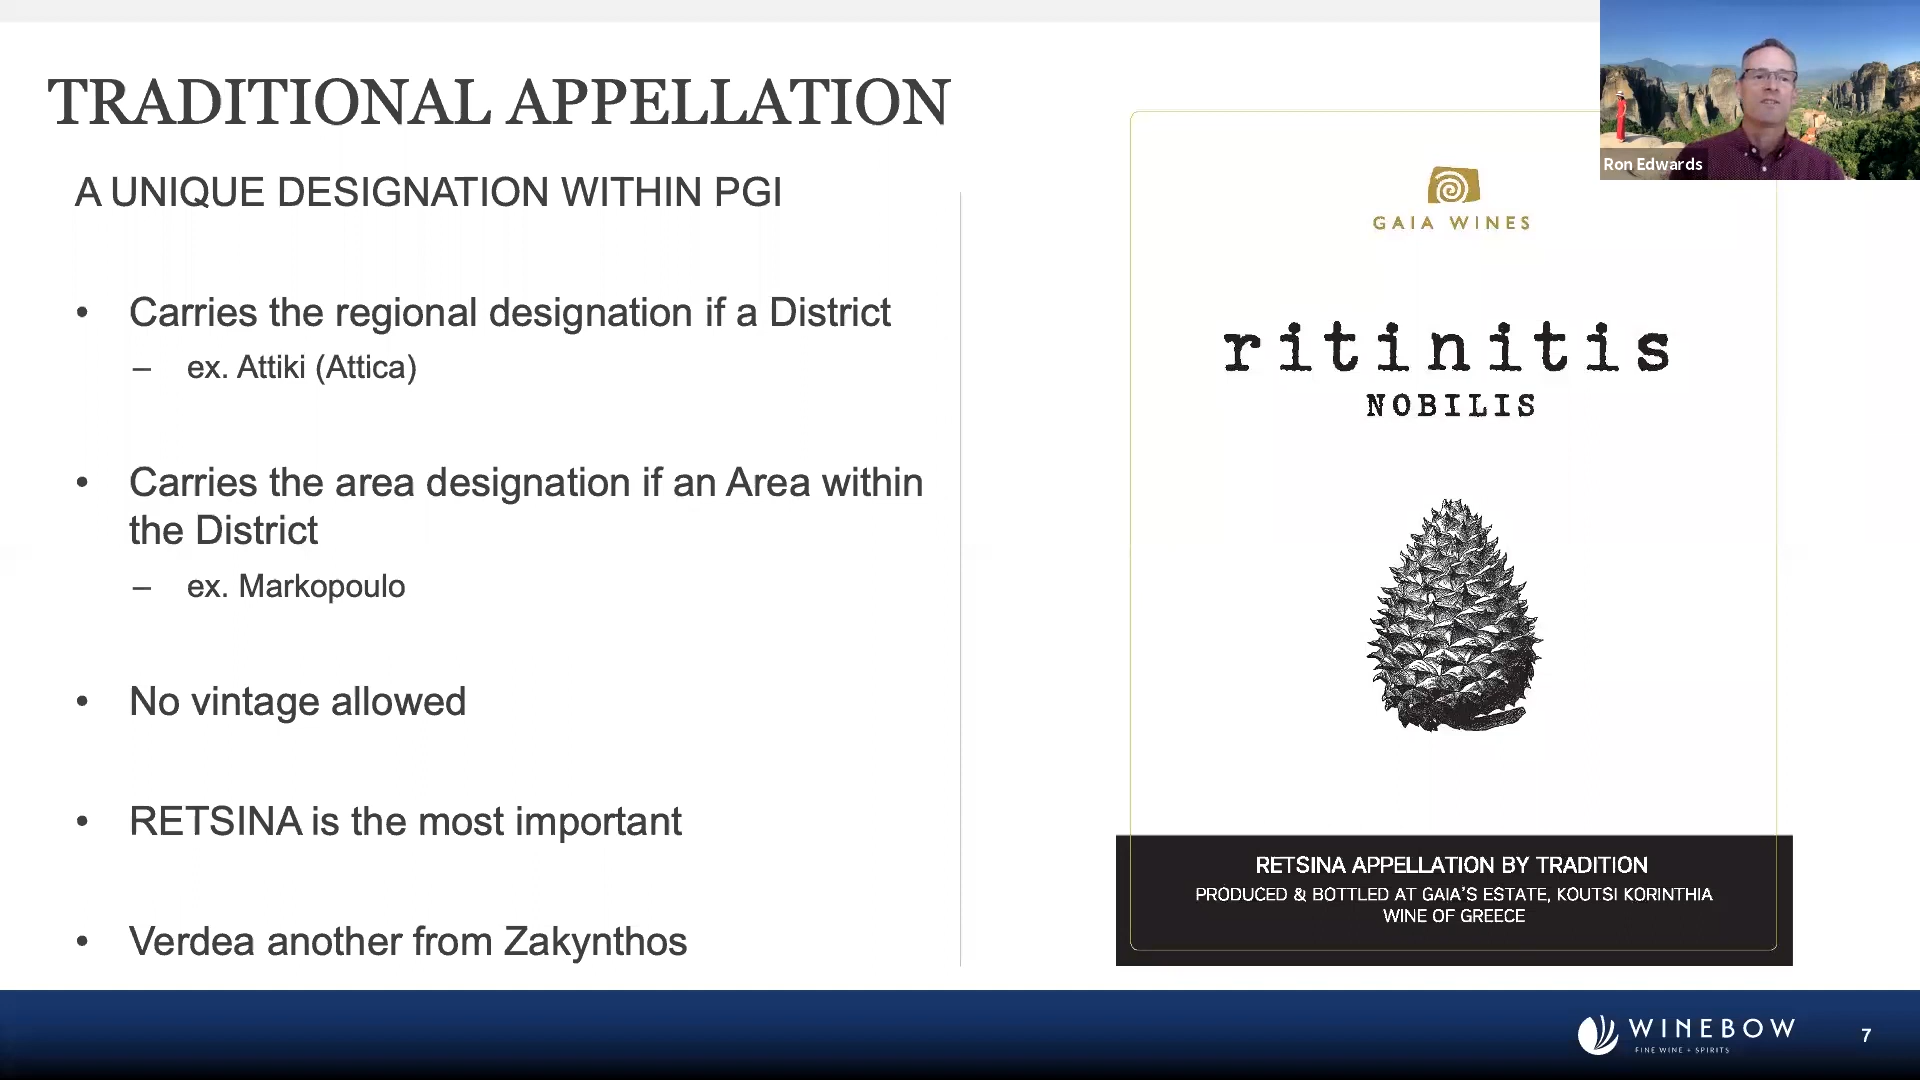 TRADITIONAL APPELLATION
A UNIQUE DESIGNATION WITHIN PGI
• Carries the regional designation if a District
– ex. Attiki (Attica)
• Carries the area designation if an Area within
the District
– ex. Markopoulo
• No vintage allowed
• RETSINA is the most important
• Verdea another from Zakynthos
GAIA WINES
ritinitis
NOBILIS
RETSINA APPELLATION BY TRADITION
PRODUCED & BOTTLED AT GAIA'S ESTATE, KOUTSI KORINTHIA
WINE OF GREECE
Ron Edwards
WINEBOW
FINE WINE + SPIRITS
7